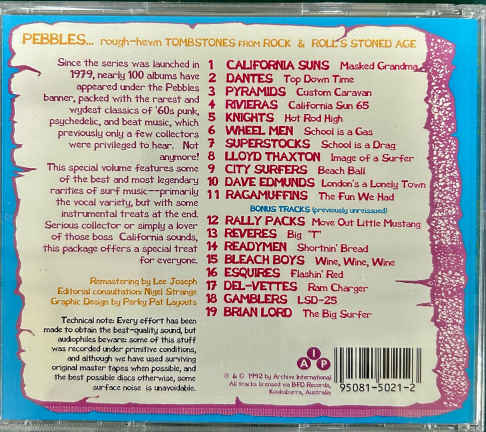 PEBBLES... rough-hewn TOMBSTONES FROM ROCK & ROLL'S STONED AGE
Since the series was launched in
1979, nearly 100 albums have
appeared under the Pebbles
banner, packed with the rarest and
wydest classics of '60s punk,
psychedelic, and beat music, which
previously only a few collectors
were privileged to hear. Not
anymore!
This special volume features some
of the best and most legendary
rarities of surf music--primarily
the vocal variety, but with some
instrumental treats at the end.
Serious collector or simply a lover
of those boss California sounds,
this package offers a special treat
for everyone.
Remastering by Lee Joseph
Editorial consultation: Nigel Strange
Graphic Design by Porky Pat Layouts
Technical note: Every effort has been
made to obtain the best-quality sound, but
audiophiles beware: some of this stuff
was recorded under primitive conditions,
and although we have used surviving
original master tapes when possible, and
the best possible discs otherwise, some
surface noise is unavoidable.
1 CALIFORNIA SUNS Masked Grandma
2 DANTES Top Down Time
3 PYRAMIDS Custom Caravan
4 RIVIERAS California Sun 65
5 KNIGHTS Hot Rod High
6 WHEEL MEN School is a Gas
7 SUPERSTOCKS School is a Drag
8 LLOYD THAXTON Image of a Surfer
9 CITY SURFERS Beach Ball
10 DAVE EDMUNDS London's a Lonely Town
11 RAGAMUFFINS The Fun We Had
BONUS TRACKS (previously unreissued)
12 RALLY PACKS Move Out Little Mustang
13 REVERES Big "T"
14 READYMEN Shortnin' Bread
15 BLEACH BOYS Wine, Wine, Wine
16 ESQUIRES Flashin' Red
17 DEL-VETTES Ram Charger
18 GAMBLERS LSD-25
19 BRIAN LORD The Big Surfer
AIP
℗ & © 1992 by Archive International
All tracks licensed via BFD Records,
Kookaburra, Australia
95081-5021-2